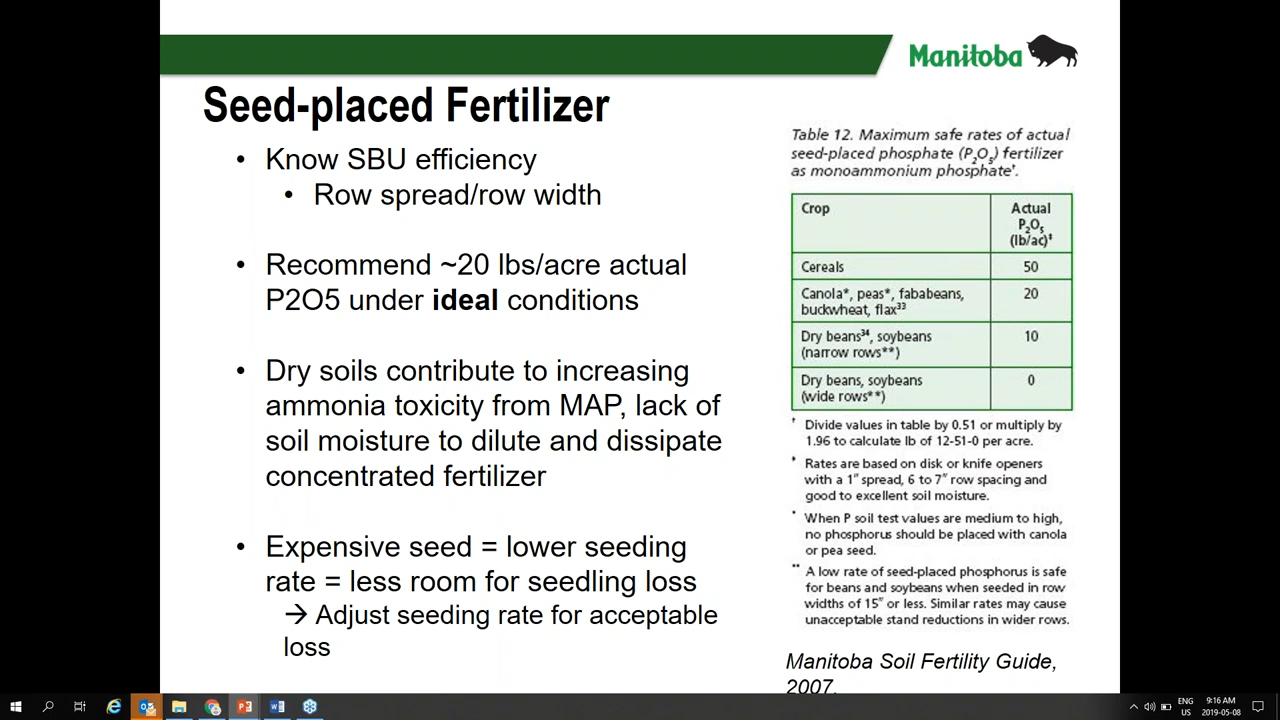 Manitoba
Seed-placed Fertilizer
• Know SBU efficiency
• Row spread/row width
• Recommend ~20 lbs/acre actual
P2O5 under ideal conditions
• Dry soils contribute to increasing
ammonia toxicity from MAP, lack of
soil moisture to dilute and dissipate
concentrated fertilizer
• Expensive seed = lower seeding
rate = less room for seedling loss
→ Adjust seeding rate for acceptable
loss
Table 12. Maximum safe rates of actual
seed-placed phosphate (P₂O₅) fertilizer
as monoammonium phosphate†.
Crop
Actual
P₂O₅
(lb/ac)‡
Cereals 50
Canola*, peas*, fababeans, 20
buckwheat, flax³³
Dry beans³⁴, soybeans 10
(narrow rows**)
Dry beans, soybeans 0
(wide rows**)
† Divide values in table by 0.51 or multiply by
1.96 to calculate lb of 12-51-0 per acre.
‡ Rates are based on disk or knife openers
with a 1" spread, 6 to 7" row spacing and
good to excellent soil moisture.
* When P soil test values are medium to high,
no phosphorus should be placed with canola
or pea seed.
** A low rate of seed-placed phosphorus is safe
for beans and soybeans when seeded in row
widths of 15" or less. Similar rates may cause
unacceptable stand reductions in wider rows.
Manitoba Soil Fertility Guide,
2007.
ENG
US
9:16 AM
2019-05-08